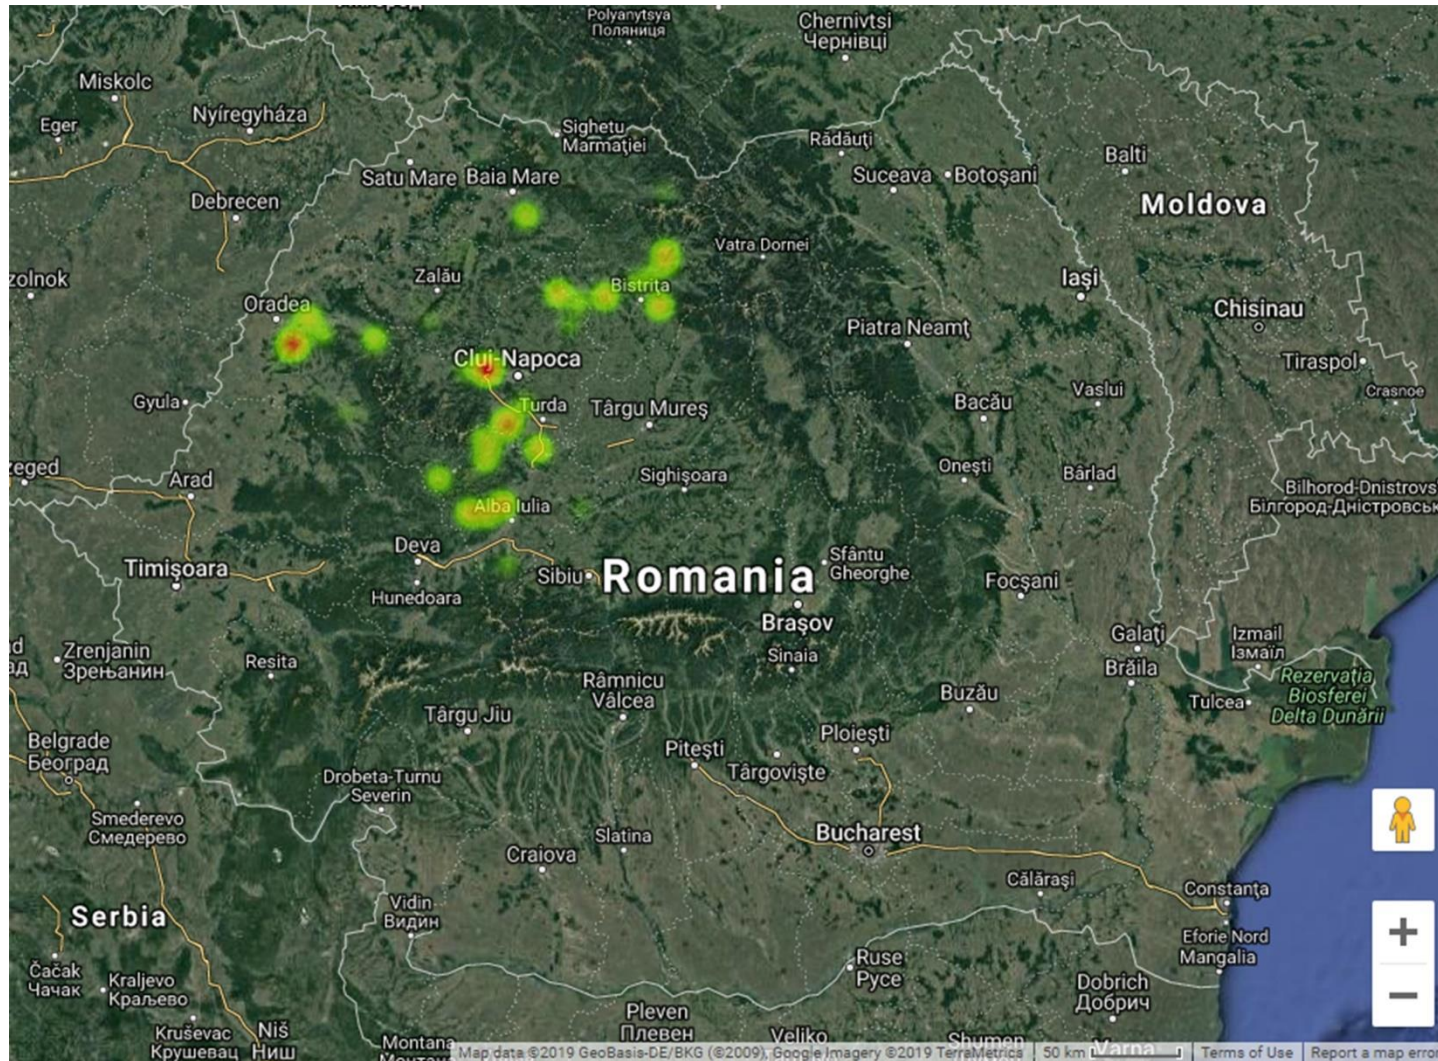 Polyanytsya
Поляниця
Chernivtsi
Чернівці
Miskolc
Nyíregyháza
Eger
Sighetu
Marmației
Rădăuți
Balti
Satu Mare
Baia Mare
Suceava
Botoșani
Debrecen
Moldova
Vatra Dornei
Zalău
zolnok
Iași
Bistrita
Oradea
Chisinau
Piatra Neamț
Cluj-Napoca
Tiraspol
Gyula
Turda
Târgu Mureș
Bacău
Vaslui
Crasnoe
zeged
Arad
Sighișoara
Onești
Bârlad
Bilhorod-Dnistrovs
Білгород-Дністровськ
Alba Iulia
Deva
Timișoara
Sibiu
Romania
Sfântu
Gheorghe
Focșani
Hunedoara
Brașov
Galați
Izmail
Ізмаїл
Zrenjanin
Зрењанин
Resita
Sinaia
Brăila
Râmnicu
Vâlcea
Buzău
Tulcea
Rezervația
Biosferei
Delta Dunării
Târgu Jiu
Belgrade
Београд
Pitești
Ploiești
Târgoviște
Drobeta-Turnu
Severin
Smederevo
Смедерево
Slatina
Bucharest
Craiova
Călărași
Constanța
Vidin
Видин
Serbia
Eforie Nord
Mangalia
Čačak
Чачак
Kraljevo
Краљево
Ruse
Русе
Dobrich
Добрич
Pleven
Плевен
Kruševac
Крушевац
Niš
Ниш
Montana
Veliko
Shumen
Varna
Map data ©2019 GeoBasis-DE/BKG (©2009), Google Imagery ©2019 TerraMetrics
50 km
Terms of Use
Report a map erro